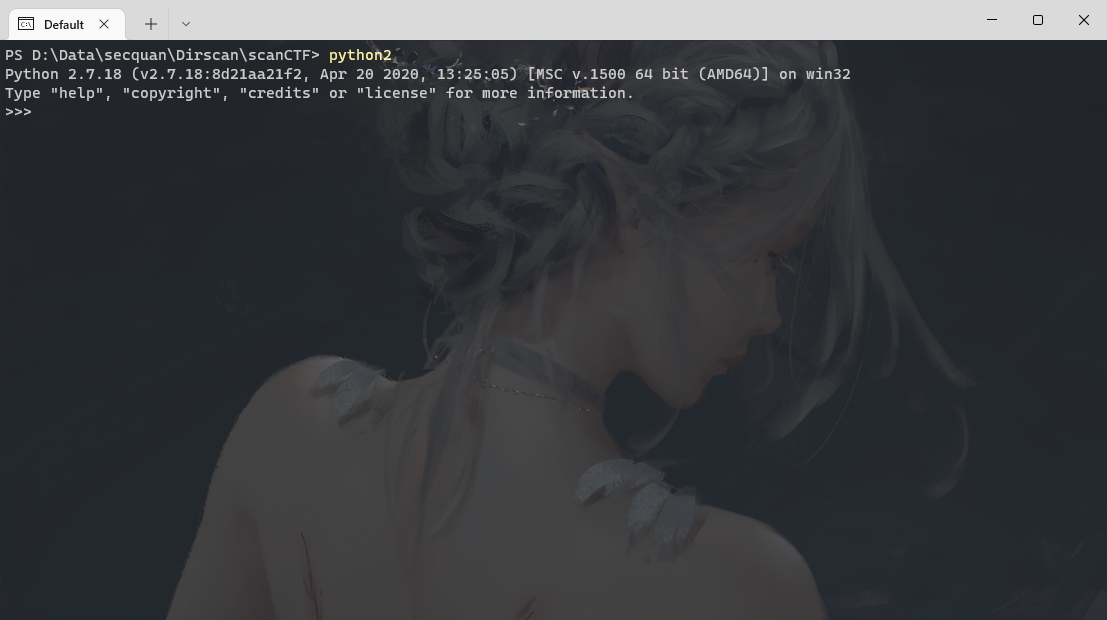 Default
PS D:\Data\secquan\Dirscan\scanCTF> python2
Python 2.7.18 (v2.7.18:8d21aa21f2, Apr 20 2020, 13:25:05) [MSC v.1500 64 bit (AMD64)] on win32
Type "help", "copyright", "credits" or "license" for more information.
>>>